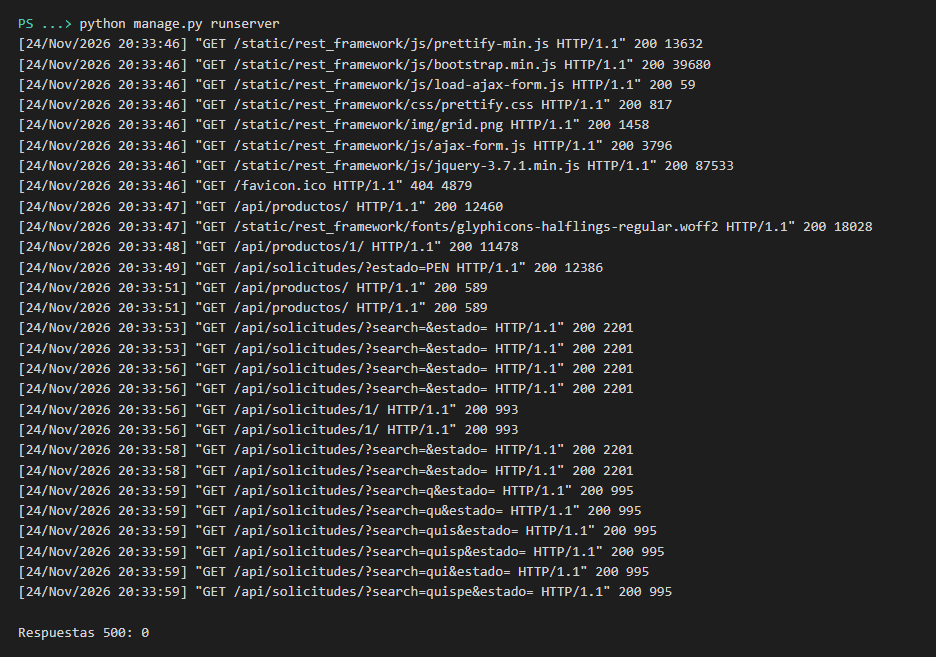 PS ...> python manage.py runserver
[24/Nov/2026 20:33:46] "GET /static/rest_framework/js/prettify-min.js HTTP/1.1" 200 13632
[24/Nov/2026 20:33:46] "GET /static/rest_framework/js/bootstrap.min.js HTTP/1.1" 200 39680
[24/Nov/2026 20:33:46] "GET /static/rest_framework/js/load-ajax-form.js HTTP/1.1" 200 59
[24/Nov/2026 20:33:46] "GET /static/rest_framework/css/prettify.css HTTP/1.1" 200 817
[24/Nov/2026 20:33:46] "GET /static/rest_framework/img/grid.png HTTP/1.1" 200 1458
[24/Nov/2026 20:33:46] "GET /static/rest_framework/js/ajax-form.js HTTP/1.1" 200 3796
[24/Nov/2026 20:33:46] "GET /static/rest_framework/js/jquery-3.7.1.min.js HTTP/1.1" 200 87533
[24/Nov/2026 20:33:46] "GET /favicon.ico HTTP/1.1" 404 4879
[24/Nov/2026 20:33:47] "GET /api/productos/ HTTP/1.1" 200 12460
[24/Nov/2026 20:33:47] "GET /static/rest_framework/fonts/glyphicons-halflings-regular.woff2 HTTP/1.1" 200 18028
[24/Nov/2026 20:33:48] "GET /api/productos/1/ HTTP/1.1" 200 11478
[24/Nov/2026 20:33:49] "GET /api/solicitudes/?estado=PEN HTTP/1.1" 200 12386
[24/Nov/2026 20:33:51] "GET /api/productos/ HTTP/1.1" 200 589
[24/Nov/2026 20:33:51] "GET /api/productos/ HTTP/1.1" 200 589
[24/Nov/2026 20:33:53] "GET /api/solicitudes/?search=&estado= HTTP/1.1" 200 2201
[24/Nov/2026 20:33:53] "GET /api/solicitudes/?search=&estado= HTTP/1.1" 200 2201
[24/Nov/2026 20:33:56] "GET /api/solicitudes/?search=&estado= HTTP/1.1" 200 2201
[24/Nov/2026 20:33:56] "GET /api/solicitudes/?search=&estado= HTTP/1.1" 200 2201
[24/Nov/2026 20:33:56] "GET /api/solicitudes/1/ HTTP/1.1" 200 993
[24/Nov/2026 20:33:56] "GET /api/solicitudes/1/ HTTP/1.1" 200 993
[24/Nov/2026 20:33:58] "GET /api/solicitudes/?search=&estado= HTTP/1.1" 200 2201
[24/Nov/2026 20:33:58] "GET /api/solicitudes/?search=&estado= HTTP/1.1" 200 2201
[24/Nov/2026 20:33:59] "GET /api/solicitudes/?search=q&estado= HTTP/1.1" 200 995
[24/Nov/2026 20:33:59] "GET /api/solicitudes/?search=qu&estado= HTTP/1.1" 200 995
[24/Nov/2026 20:33:59] "GET /api/solicitudes/?search=quis&estado= HTTP/1.1" 200 995
[24/Nov/2026 20:33:59] "GET /api/solicitudes/?search=quisp&estado= HTTP/1.1" 200 995
[24/Nov/2026 20:33:59] "GET /api/solicitudes/?search=qui&estado= HTTP/1.1" 200 995
[24/Nov/2026 20:33:59] "GET /api/solicitudes/?search=quispe&estado= HTTP/1.1" 200 995
Respuestas 500: 0